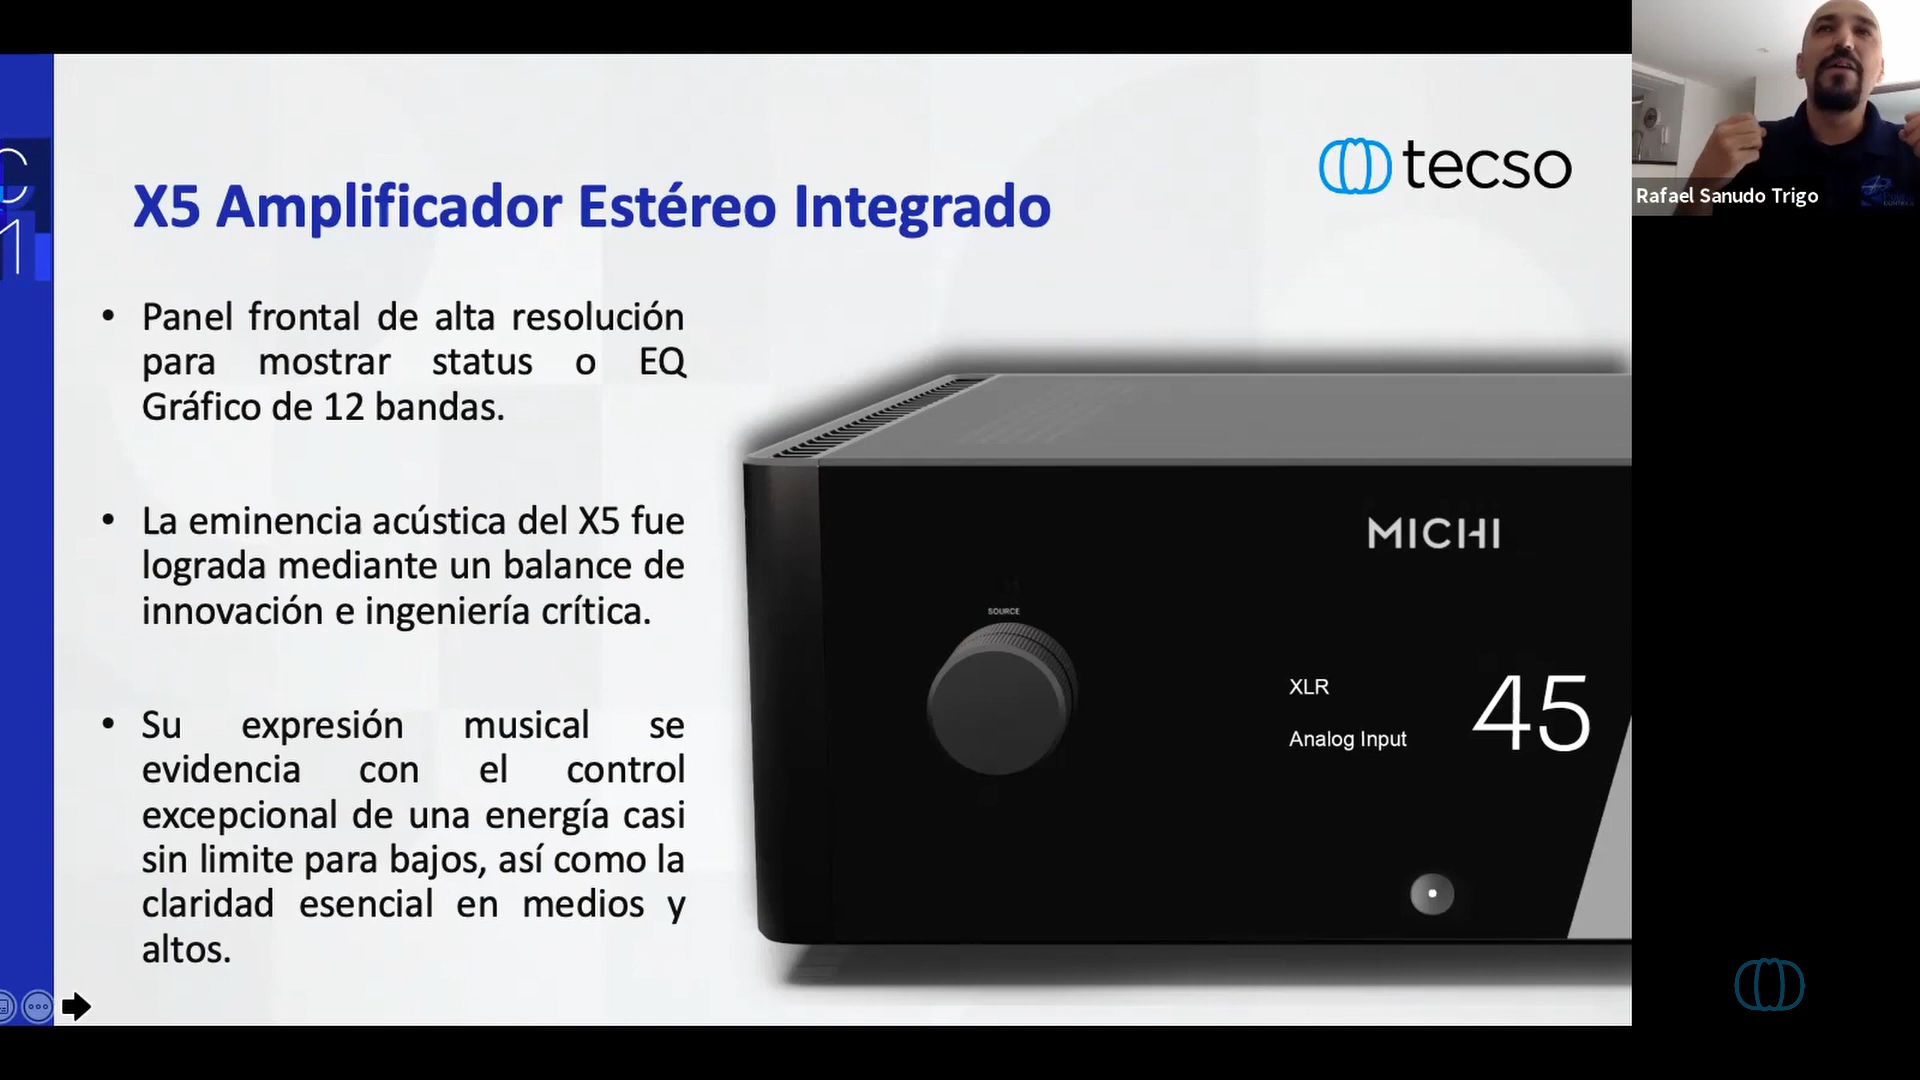 tecso
X5 Amplificador Estéreo Integrado
• Panel frontal de alta resolución
para mostrar status o EQ
Gráfico de 12 bandas.
• La eminencia acústica del X5 fue
lograda mediante un balance de
innovación e ingeniería crítica.
• Su expresión musical se
evidencia con el control
excepcional de una energía casi
sin limite para bajos, así como la
claridad esencial en medios y
altos.
MICHI
SOURCE
XLR
Analog Input
45
Rafael Sanudo Trigo